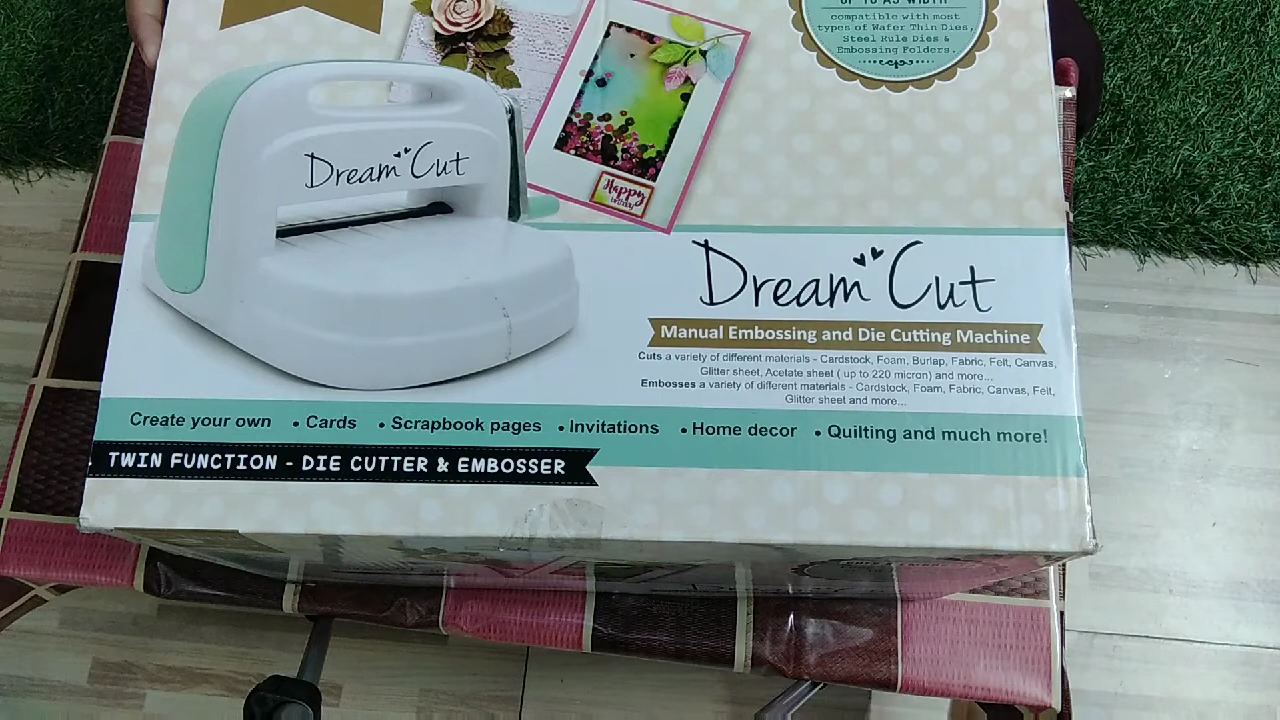 compatible with most
types of Wafer Thin Dies,
Steel Rule Dies &
Embossing Folders.
Dream Cut
Happy
Dream Cut
Manual Embossing and Die Cutting Machine
Cuts a variety of different materials - Cardstock, Foam, Burlap, Fabric, Felt, Canvas,
Glitter sheet, Acetate sheet ( up to 220 micron) and more...
Embosses a variety of different materials - Cardstock, Foam, Fabric, Canvas, Felt,
Glitter sheet and more...
Create your own • Cards • Scrapbook pages • Invitations • Home decor • Quilting and much more!
TWIN FUNCTION - DIE CUTTER & EMBOSSER